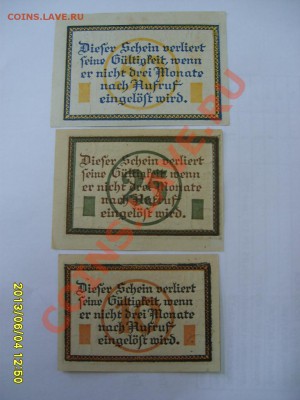 COINS.LAVE.RU
Dieser Schein verliert
seine Gültigkeit, wenn
er nicht drei Monate
nach Aufruf
eingelöst wird.
Dieser Schein verliert
seine Gültigkeit, wenn
er nicht drei Monate
nach Aufruf
eingelöst wird.
Dieser Schein verliert
seine Gültigkeit, wenn
er nicht drei Monate
nach Aufruf
eingelöst wird.
2013/06/04 12:50